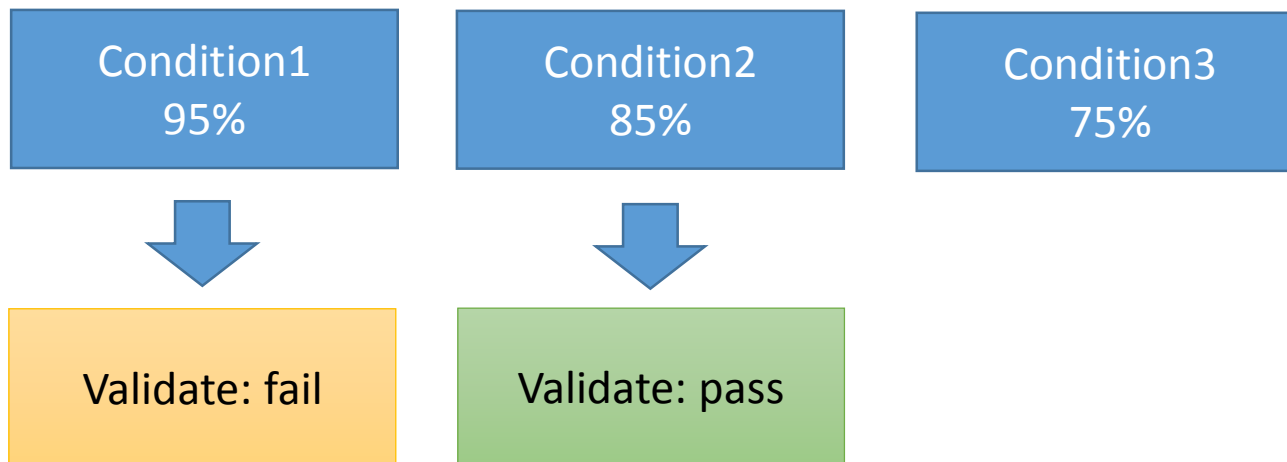 Condition1
95%
Condition2
85%
Condition3
75%
Validate: fail
Validate: pass